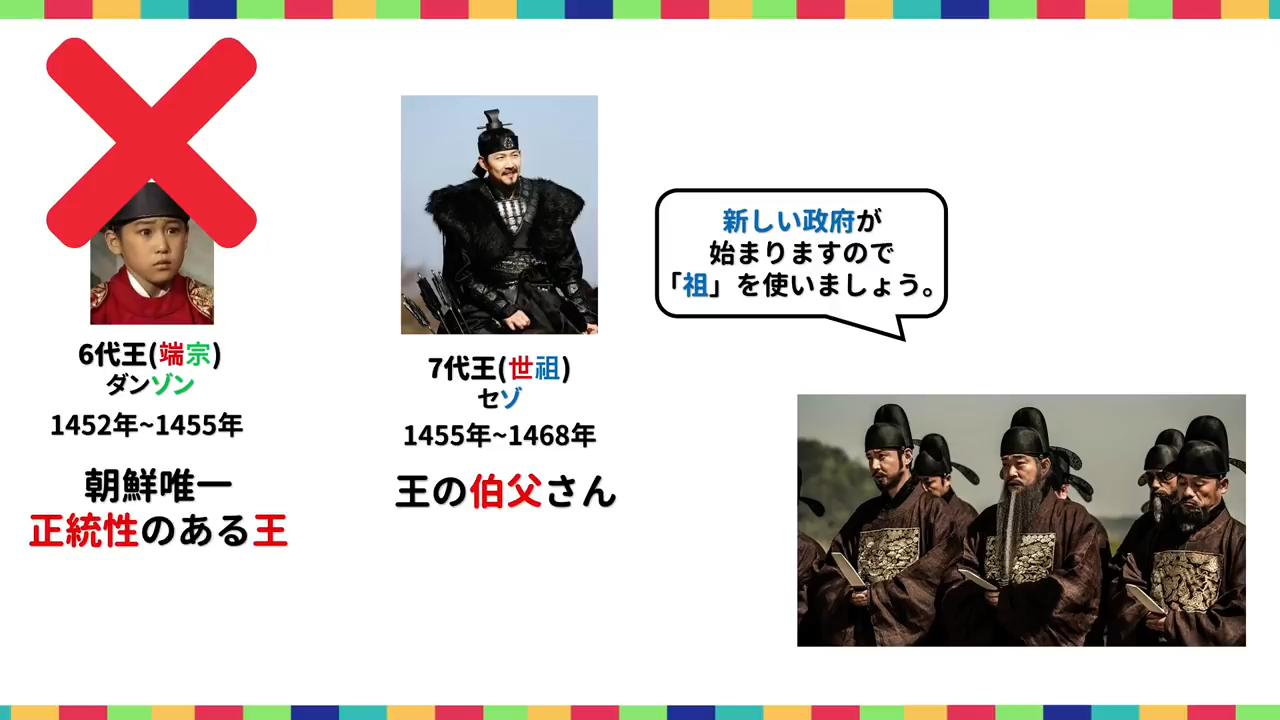 6代王(端宗)
ダンゾン
1452年~1455年
朝鮮唯一
正統性のある王
7代王(世祖)
セゾ
1455年~1468年
王の伯父さん
新しい政府が
始まりますので
「祖」を使いましょう。